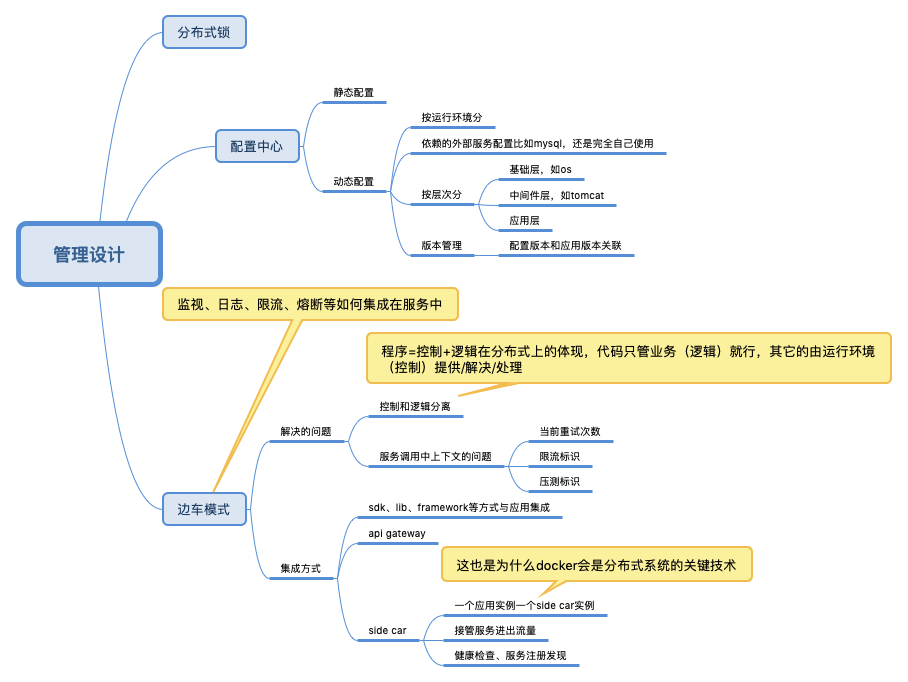 分布式锁
静态配置
按运行环境分
配置中心
依赖的外部服务配置比如mysql，还是完全自己使用
基础层，如os
动态配置
按层次分
中间件层，如tomcat
应用层
版本管理
配置版本和应用版本关联
管理设计
监视、日志、限流、熔断等如何集成在服务中
程序=控制+逻辑在分布式上的体现，代码只管业务（逻辑）就行，其它的由运行环境
（控制）提供/解决/处理
控制和逻辑分离
解决的问题
当前重试次数
服务调用中上下文的问题
限流标识
压测标识
边车模式
sdk、lib、framework等方式与应用集成
api gateway
集成方式
这也是为什么docker会是分布式系统的关键技术
一个应用实例一个side car实例
side car
接管服务进出流量
健康检查、服务注册发现